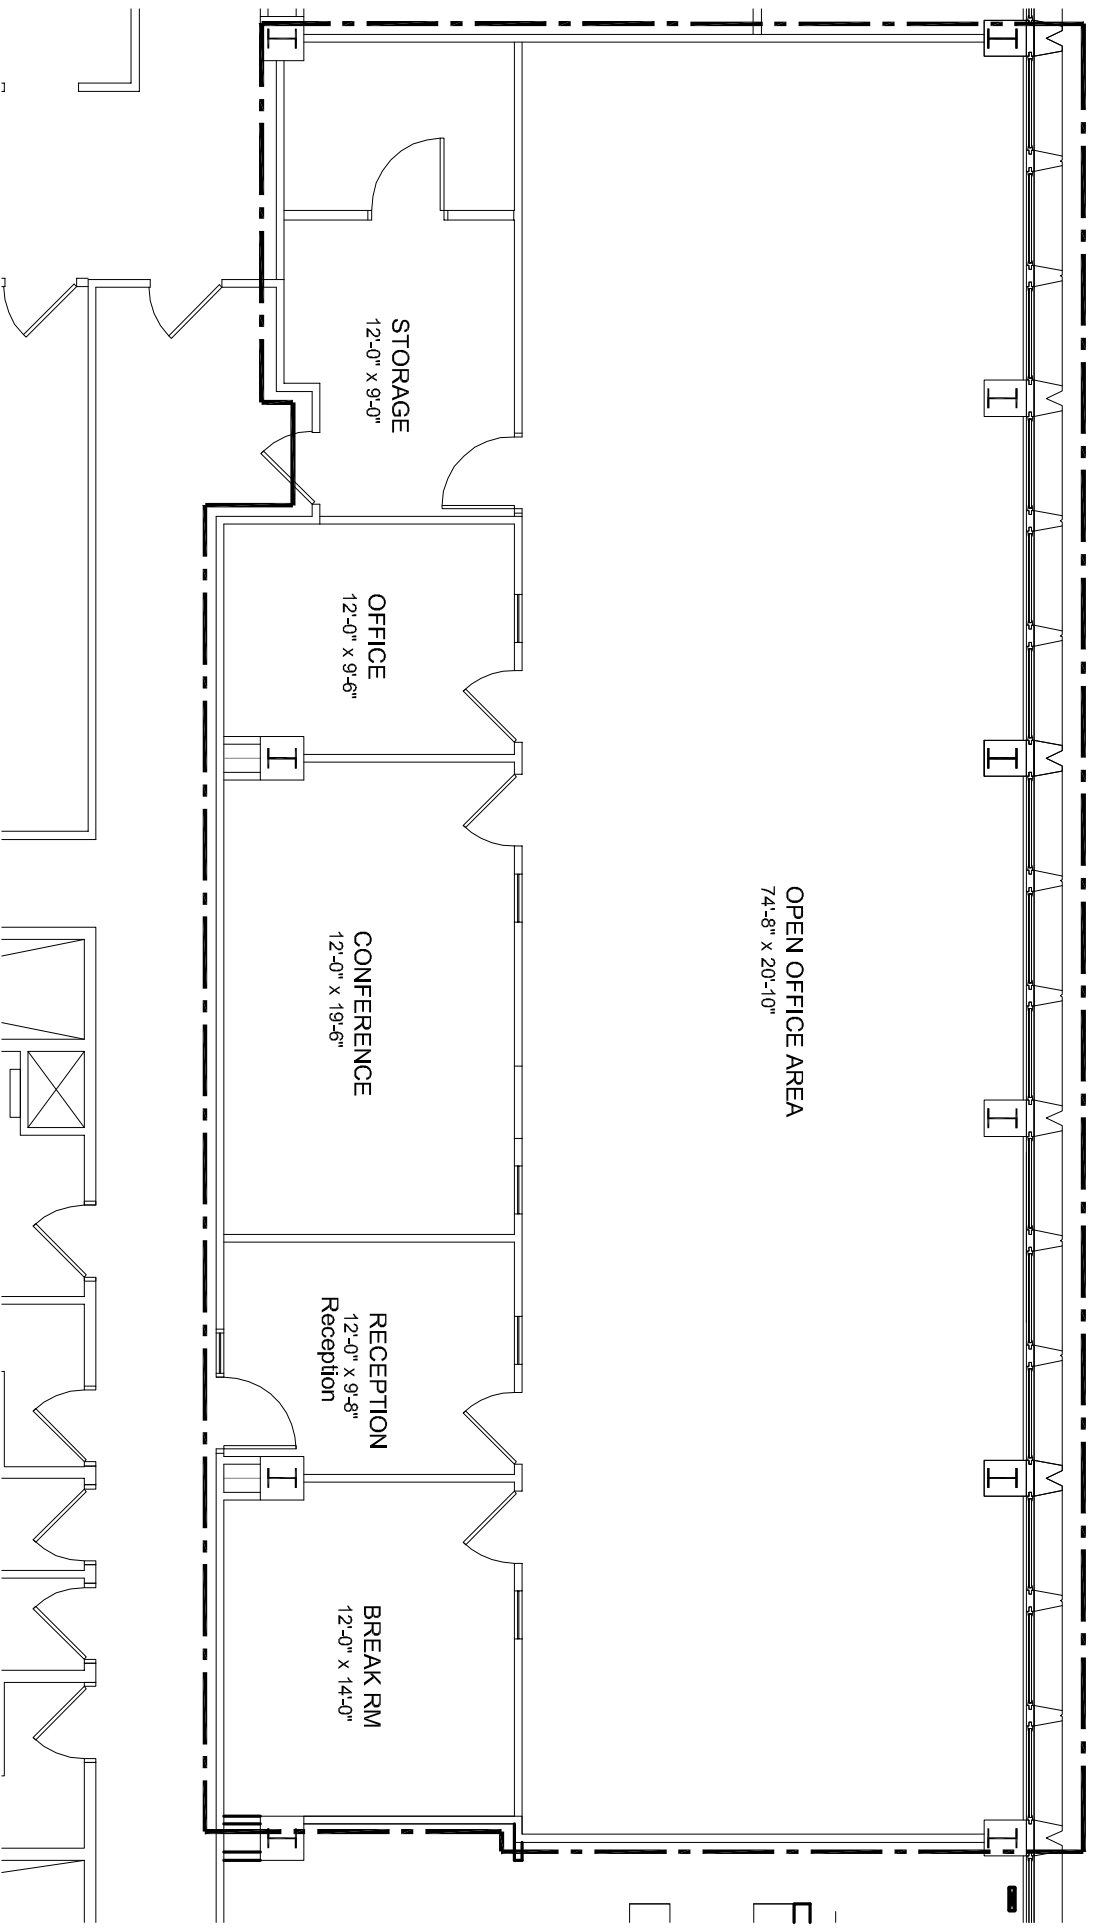 OPEN OFFICE AREA
74'-8" x 20'-10"
STORAGE
12'-0" x 9'-0"
OFFICE
12'-0" x 9'-6"
CONFERENCE
12'-0" x 19'-6"
RECEPTION
12'-0" x 9'-8"
Reception
BREAK RM
12'-0" x 14'-0"